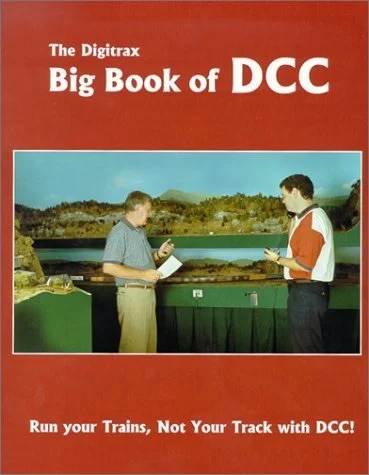 The Digitrax
Big Book of DCC
Run your Trains, Not Your Track with DCC!